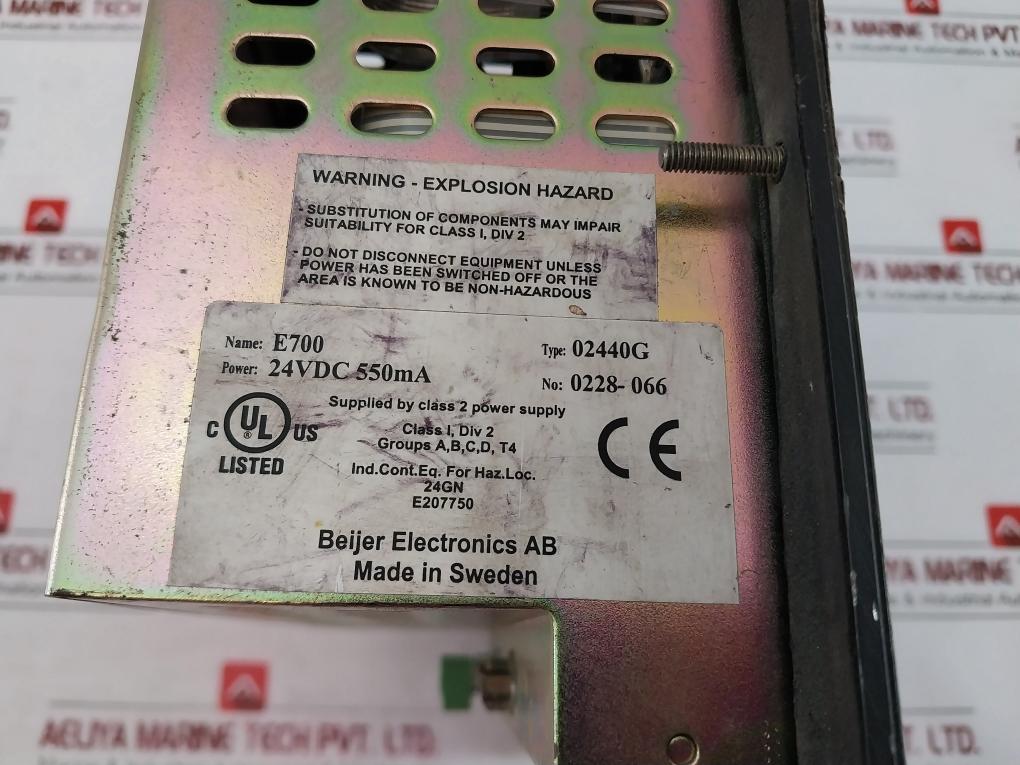 WARNING - EXPLOSION HAZARD
- SUBSTITUTION OF COMPONENTS MAY IMPAIR
SUITABILITY FOR CLASS I, DIV 2
- DO NOT DISCONNECT EQUIPMENT UNLESS
POWER HAS BEEN SWITCHED OFF OR THE
AREA IS KNOWN TO BE NON-HAZARDOUS
Name: E700
Type: 02440G
Power: 24VDC 550mA
No: 0228-066
Supplied by class 2 power supply
C UL ® US
LISTED
Class I, Div 2
Groups A,B,C,D, T4
CE
Ind.Cont.Eq. For Haz.Loc.
24GN
E207750
Beijer Electronics AB
Made in Sweden
AELIYA MARINE TECH PVT. LTD.